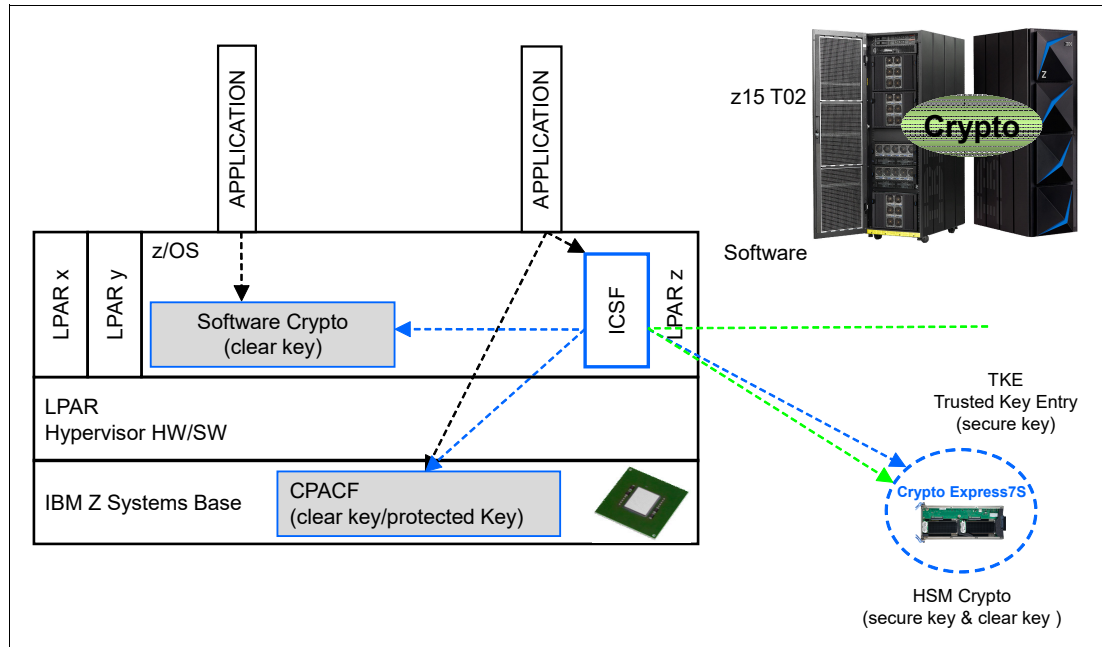 APPLICATION
APPLICATION
z15 T02
Z
Crypto
Software
LPAR x
LPAR y
z/OS
Software Crypto
(clear key)
ICSF
LPAR z
LPAR
Hypervisor HW/SW
IBM Z Systems Base
CPACF
(clear key/protected Key)
TKE
Trusted Key Entry
(secure key)
Crypto Express7S
HSM Crypto
(secure key & clear key )